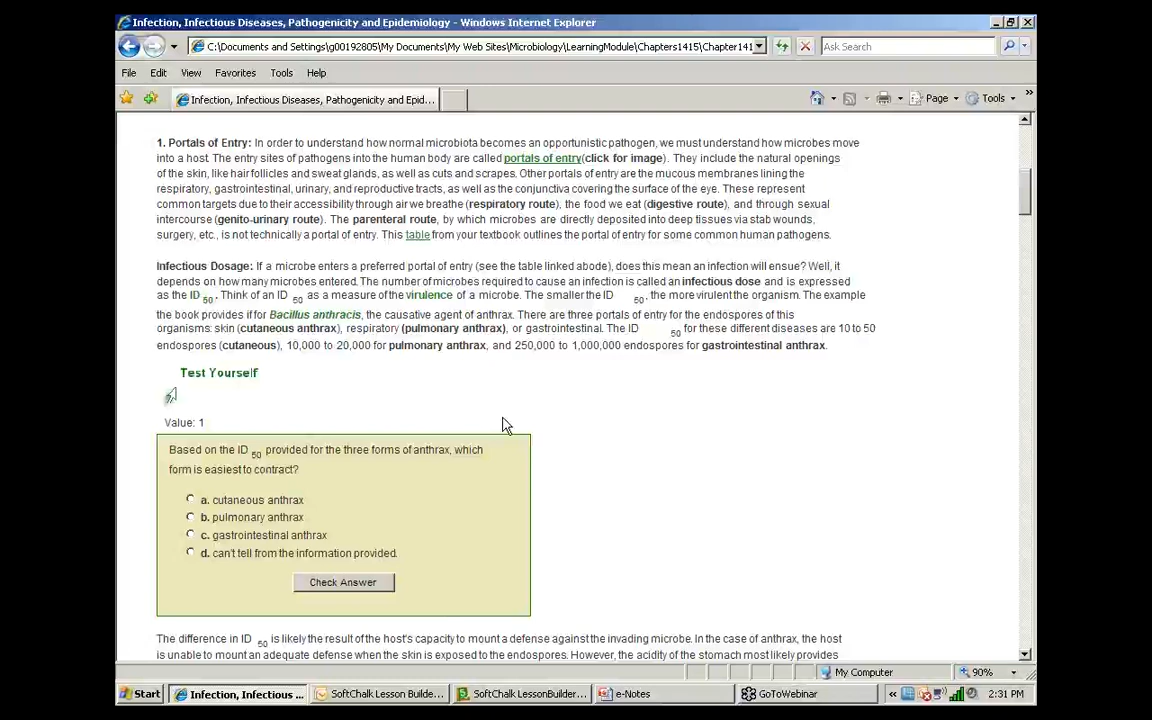 Infection, Infectious Diseases, Pathogenicity and Epidemiology - Windows Internet Explorer
C:\Documents and Settings\g00192805\My Documents\My Web Sites\Microbiology\LearningModule\Chapters1415\Chapter141
Ask Search
File Edit View Favorites Tools Help
Infection, Infectious Diseases, Pathogenicity and Epid...
Page Tools »
1. Portals of Entry: In order to understand how normal microbiota becomes an opportunistic pathogen, we must understand how microbes move
into a host. The entry sites of pathogens into the human body are called portals of entry(click for image). They include the natural openings
of the skin, like hair follicles and sweat glands, as well as cuts and scrapes. Other portals of entry are the mucous membranes lining the
respiratory, gastrointestinal, urinary, and reproductive tracts, as well as the conjunctiva covering the surface of the eye. These represent
common targets due to their accessibility through air we breathe (respiratory route), the food we eat (digestive route), and through sexual
intercourse (genito-urinary route). The parenteral route, by which microbes are directly deposited into deep tissues via stab wounds,
surgery, etc., is not technically a portal of entry. This table from your textbook outlines the portal of entry for some common human pathogens.
Infectious Dosage: If a microbe enters a preferred portal of entry (see the table linked abode), does this mean an infection will ensue? Well, it
depends on how many microbes entered. The number of microbes required to cause an infection is called an infectious dose and is expressed
as the ID 50. Think of an ID 50 as a measure of the virulence of a microbe. The smaller the ID 50, the more virulent the organism. The example
the book provides if for Bacillus anthracis, the causative agent of anthrax. There are three portals of entry for the endospores of this
organisms: skin (cutaneous anthrax), respiratory (pulmonary anthrax), or gastrointestinal. The ID 50 for these different diseases are 10 to 50
endospores (cutaneous), 10,000 to 20,000 for pulmonary anthrax, and 250,000 to 1,000,000 endospores for gastrointestinal anthrax.
Test Yourself
Value: 1
Based on the ID 50 provided for the three forms of anthrax, which
form is easiest to contract?
a. cutaneous anthrax
b. pulmonary anthrax
c. gastrointestinal anthrax
d. can't tell from the information provided.
Check Answer
The difference in ID 50 is likely the result of the host's capacity to mount a defense against the invading microbe. In the case of anthrax, the host
is unable to mount an adequate defense when the skin is exposed to the endospores. However, the acidity of the stomach most likely provides
My Computer 90%
Start Infection, Infectious ... SoftChalk Lesson Builde... SoftChalk LessonBuilder... e-Notes GoToWebinar « 2:31 PM